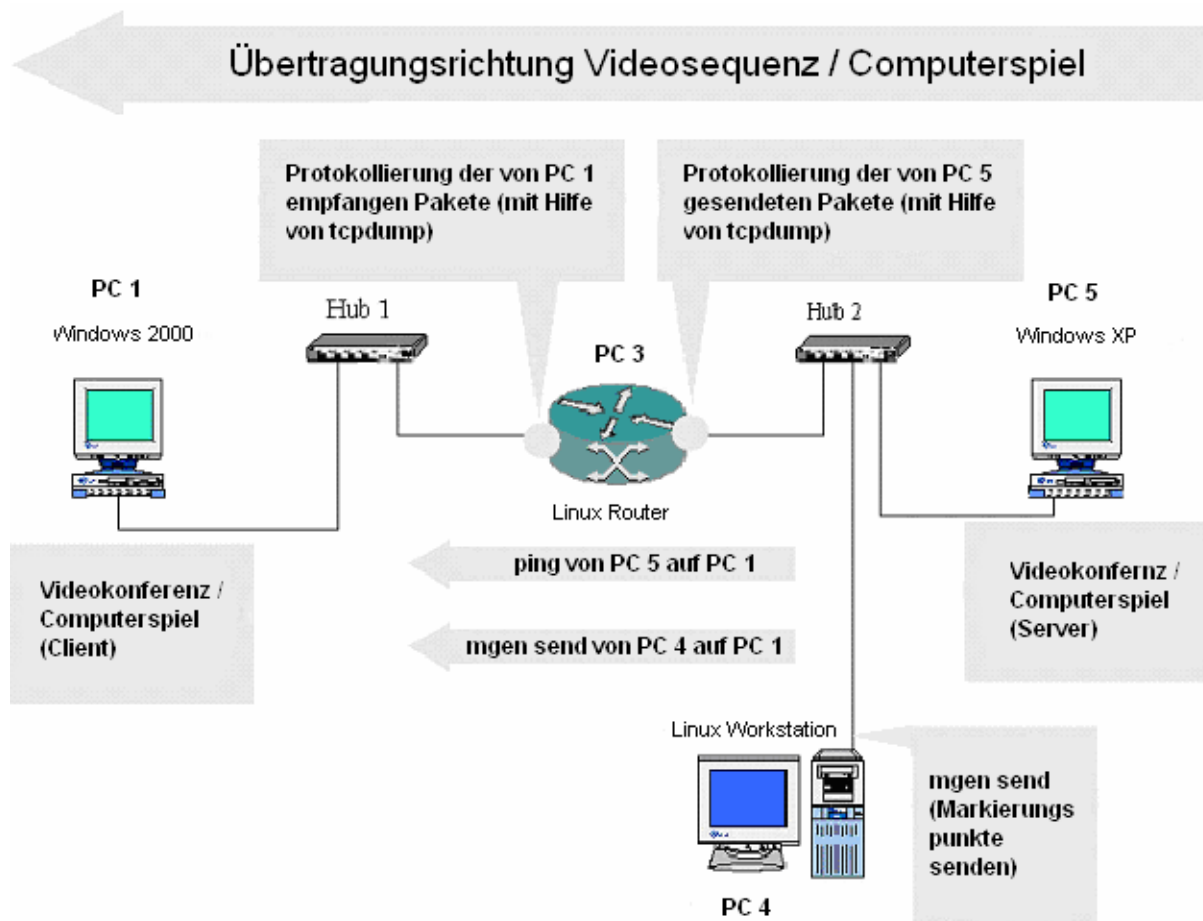 Übertragungsrichtung Videosequenz / Computerspiel
Protokollierung der von PC 1
empfangen Pakete (mit Hilfe
von tcpdump)
Protokollierung der von PC 5
gesendeten Pakete (mit Hilfe
von tcpdump)
PC 1
Windows 2000
Hub 1
PC 3
Hub 2
PC 5
Windows XP
Linux Router
ping von PC 5 auf PC 1
mgen send von PC 4 auf PC 1
Videokonferenz /
Computerspiel
(Client)
Videokonfernz /
Computerspiel
(Server)
Linux Workstation
mgen send
(Markierungs
punkte
senden)
PC 4